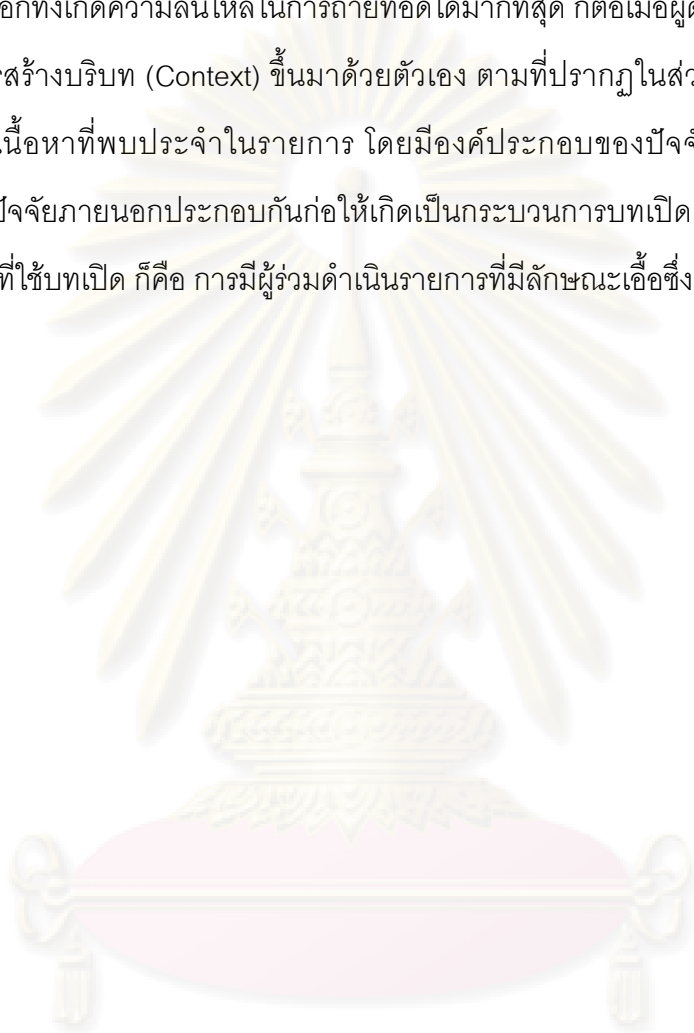 อีกทั้งเกิดความลื่นไหลในการถ่ายทอดได้มากที่สุด ก็ต่อเมื่อผู้ด
สร้างบริบท (Context) ขึ้นมาด้วยตัวเอง ตามที่ปรากฏในส่ว
เนื้อหาที่พบประจำในรายการ โดยมีองค์ประกอบของปัจจั
ปัจจัยภายนอกประกอบกันก่อให้เกิดเป็นกระบวนการบทเปิด
ที่ใช้บทเปิด ก็คือ การมีผู้ร่วมดำเนินรายการที่มีลักษณะเอื้อซึ่ง